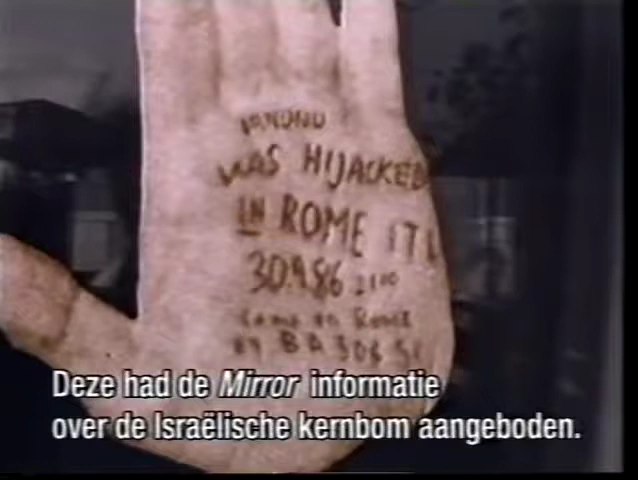 WAS HIJACKED
IN ROME ITL
30.9.86 2100
came to Rome
BY BA 504
Deze had de Mirror informatie
over de Israëlische kernbom aangeboden.